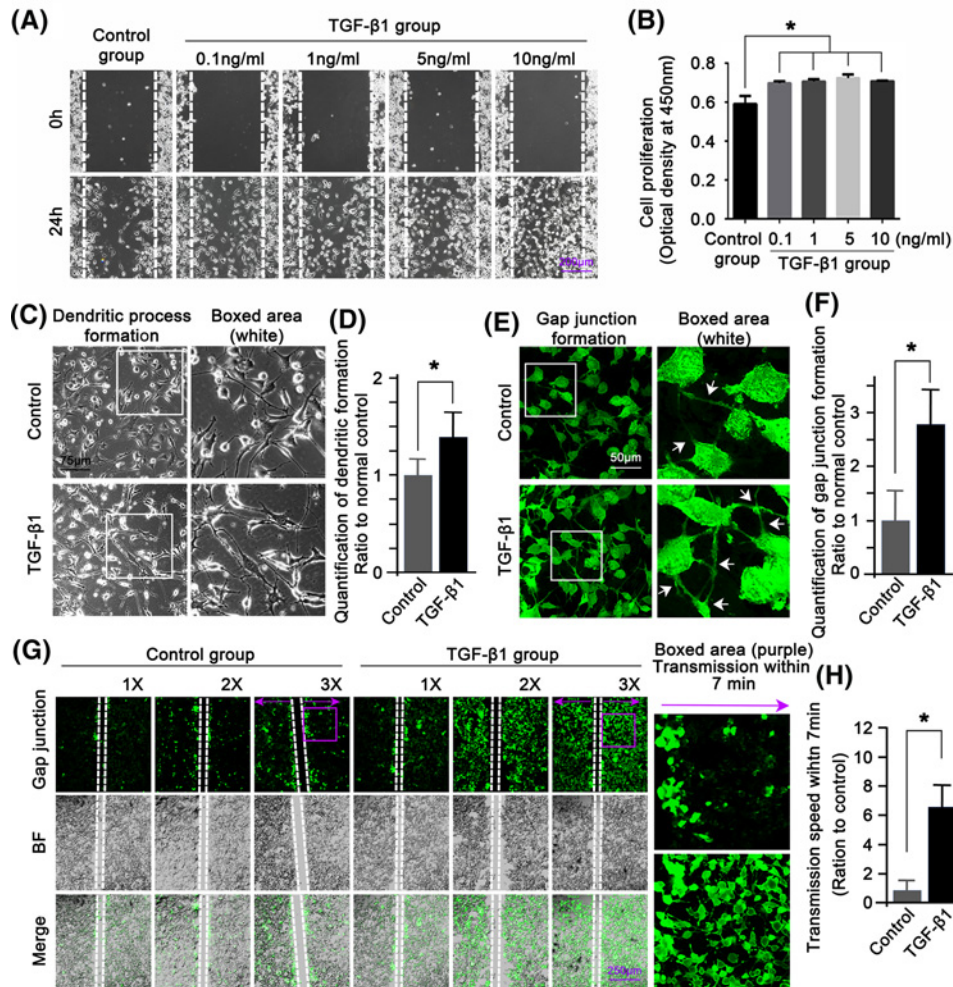 (A)
Control
group
TGF-β1 group
0.1ng/ml
1ng/ml
5ng/ml
10ng/ml
0h
24h
100μm
(B)
*
Cell proliferation
(Optical density at 450nm)
0.8
0.6
0.4
0.2
0.0
Control
group
0.1 1 5 10 (ng/ml)
TGF-β1 group
(C)
Dendritic process
formation
Boxed area
(white)
Control
75μm
TGF-β1
(D)
*
Quantification of dendritic formation
Ratio to normal control
2
1
0
Control
TGF-β1
(E)
Gap junction
formation
Boxed area
(white)
Control
50μm
TGF-β1
(F)
*
Quantification of gap junction formation
Ratio to normal control
3
2
1
0
Control
TGF-β1
(G)
Control group
TGF-β1 group
1X
2X
3X
1X
2X
3X
Gap junction
BF
Merge
250μm
Boxed area (purple)
Transmission within
7 min
(H)
*
Transmission speed wihtn 7min
(Ration to control)
12
10
8
6
4
2
0
Control
TGF-β1